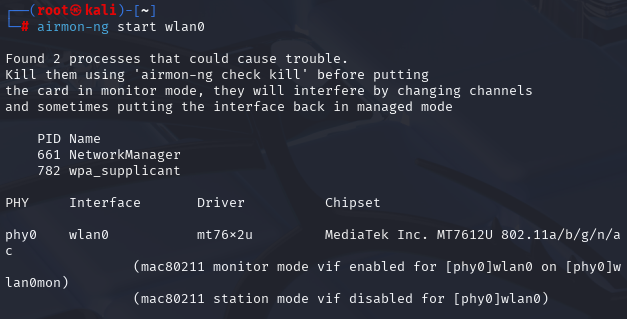 ┌──(root㉿kali)-[~]
└─# airmon-ng start wlan0
Found 2 processes that could cause trouble.
Kill them using 'airmon-ng check kill' before putting
the card in monitor mode, they will interfere by changing channels
and sometimes putting the interface back in managed mode
PID Name
661 NetworkManager
782 wpa_supplicant
PHY Interface Driver Chipset
phy0 wlan0 mt76×2u MediaTek Inc. MT7612U 802.11a/b/g/n/a
c
(mac80211 monitor mode vif enabled for [phy0]wlan0 on [phy0]w
lan0mon)
(mac80211 station mode vif disabled for [phy0]wlan0)